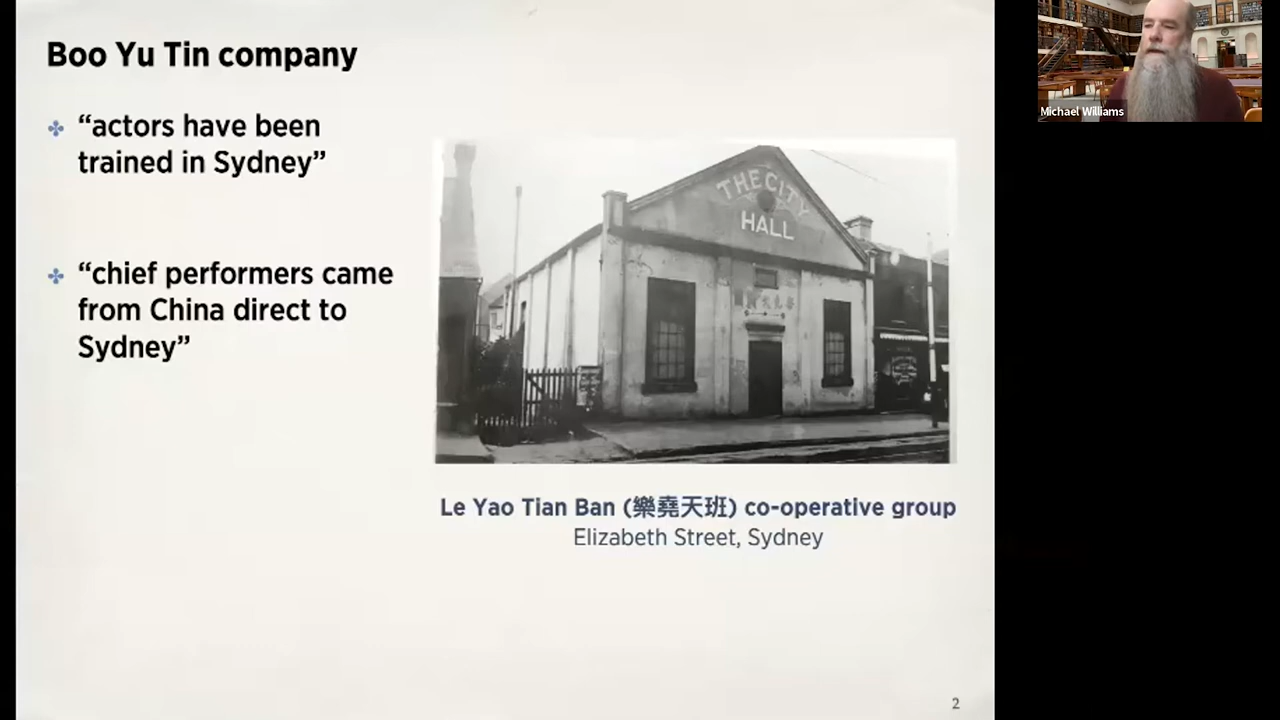 Boo Yu Tin company
“actors have been
trained in Sydney”
“chief performers came
from China direct to
Sydney”
THE CITY
HALL
Le Yao Tian Ban (樂堯天班) co-operative group
Elizabeth Street, Sydney
2
Michael Williams